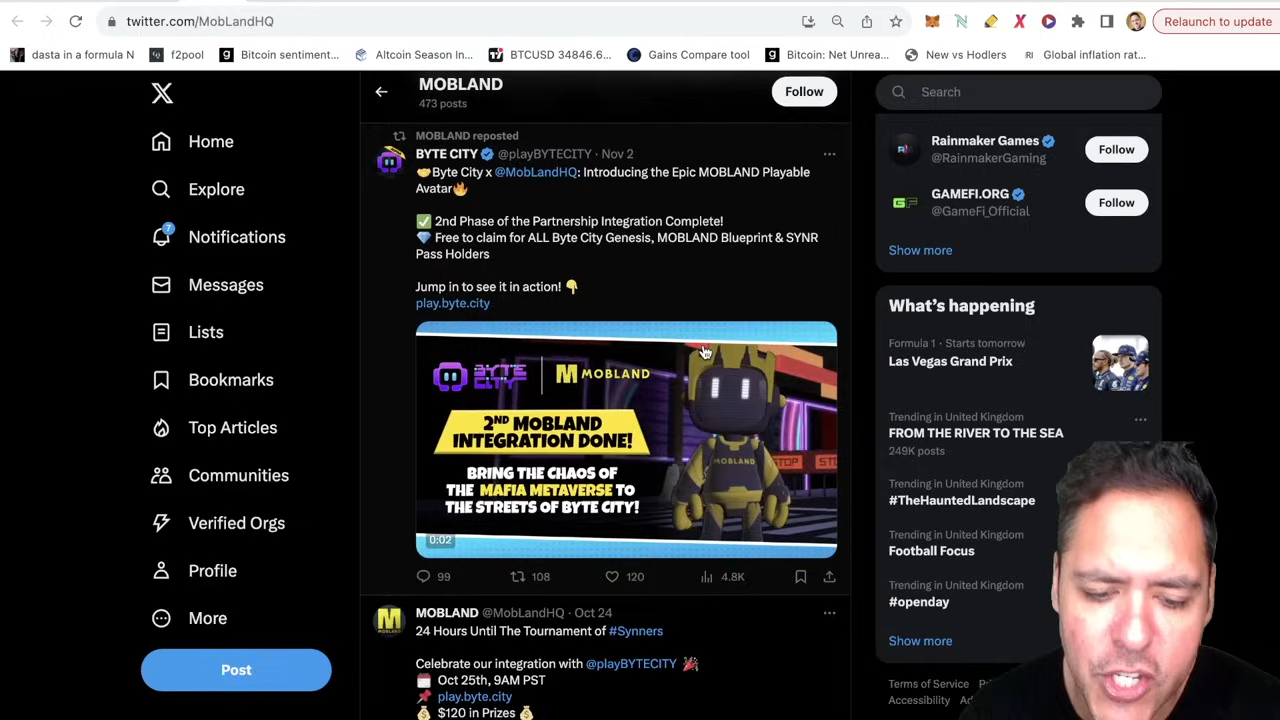 twitter.com/MobLandHQ
Relaunch to update
dasta in a formula N
f2pool
Bitcoin sentiment...
Altcoin Season In...
BTCUSD 34846.6...
Gains Compare tool
Bitcoin: Net Unrea...
New vs Hodlers
Global inflation rat...
Home
Explore
7
Notifications
Messages
Lists
Bookmarks
Top Articles
Communities
Verified Orgs
Profile
More
Post
MOBLAND
473 posts
Follow
MOBLAND reposted
BYTE CITY @playBYTECITY · Nov 2
🤝Byte City x @MobLandHQ: Introducing the Epic MOBLAND Playable
Avatar🔥
✅ 2nd Phase of the Partnership Integration Complete!
💎 Free to claim for ALL Byte City Genesis, MOBLAND Blueprint & SYNR
Pass Holders
Jump in to see it in action! 👇
play.byte.city
BYTE CITY
MOBLAND
2ND MOBLAND
INTEGRATION DONE!
BRING THE CHAOS OF
THE MAFIA METAVERSE TO
THE STREETS OF BYTE CITY!
MOBLAND
STOP
0:02
99
108
120
4.8K
MOBLAND @MobLandHQ · Oct 24
24 Hours Until The Tournament of #Synners
Celebrate our integration with @playBYTECITY 🎉
Oct 25th, 9AM PST
play.byte.city
$120 in Prizes
Search
Rainmaker Games
@RainmakerGaming
Follow
GAMEFI.ORG
@GameFi_Official
Follow
Show more
What's happening
Formula 1 · Starts tomorrow
Las Vegas Grand Prix
Trending in United Kingdom
FROM THE RIVER TO THE SEA
249K posts
Trending in United Kingdom
#TheHauntedLandscape
Trending in United Kingdom
Football Focus
Trending in United Kingdom
#openday
Show more
Terms of Service
Accessibility